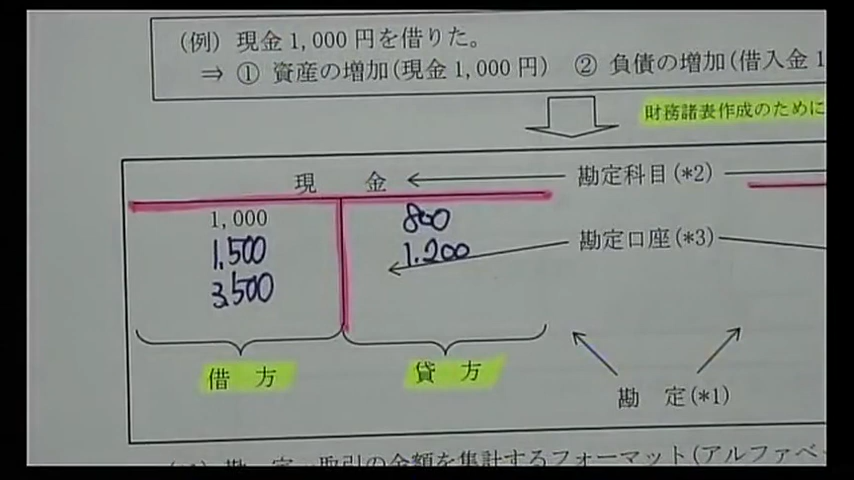 (例) 現金1,000円を借りた。
⇒ ① 資産の増加(現金1,000円) ② 負債の増加(借入金1
財務諸表作成のために
現 金
勘定科目(*2)
1,000
800
1,500
1,200
勘定口座(*3)
3,500
借 方
貸 方
勘 定(*1)
勘 定…取引の金額を集計するフォーマット(アルファベ